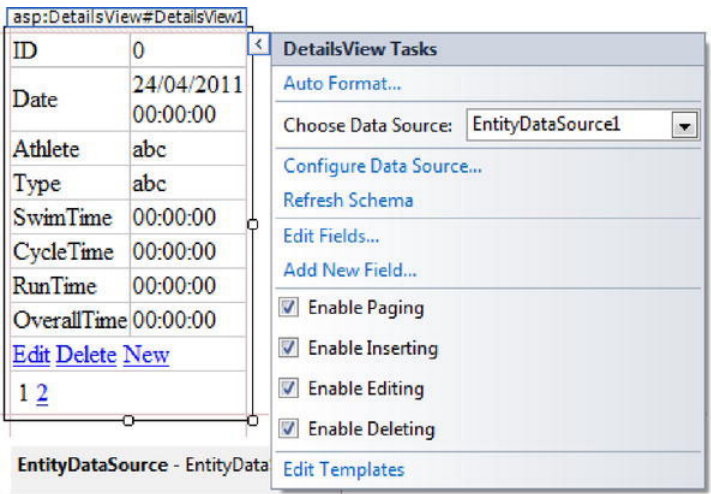 asp:DetailsView#DetailsView1
ID 0
Date 24/04/2011
00:00:00
Athlete abc
Type abc
SwimTime 00:00:00
CycleTime 00:00:00
RunTime 00:00:00
OverallTime 00:00:00
Edit Delete New
1 2
EntityDataSource - EntityData
DetailsView Tasks
Auto Format...
Choose Data Source: EntityDataSource1
Configure Data Source...
Refresh Schema
Edit Fields...
Add New Field...
Enable Paging
Enable Inserting
Enable Editing
Enable Deleting
Edit Templates